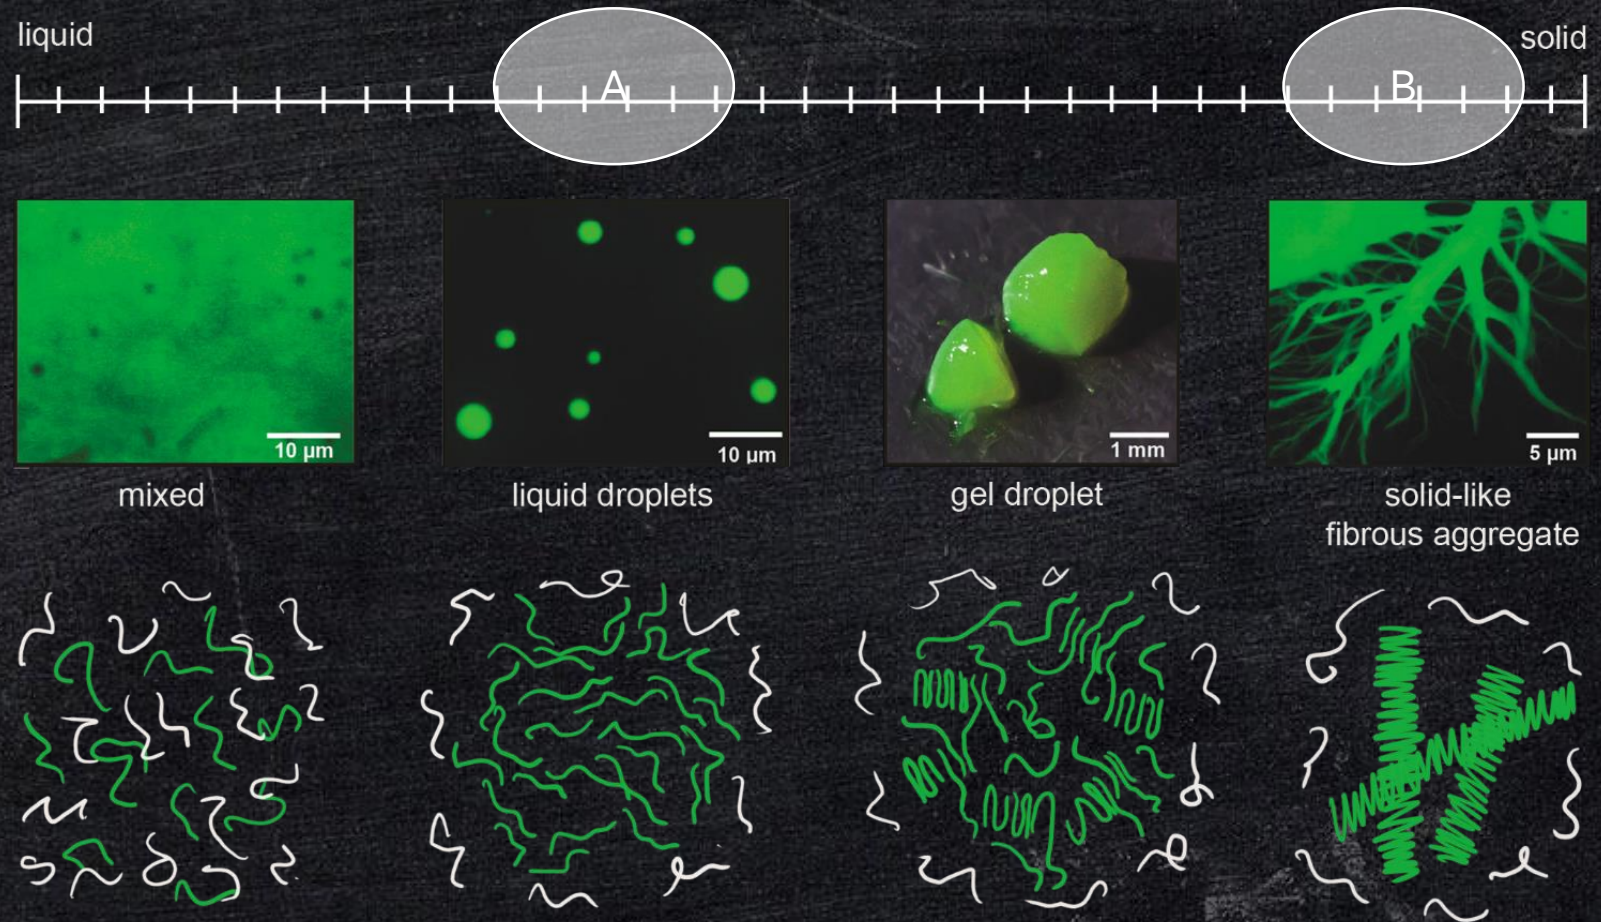 liquid
A
B
solid
10 µm
10 µm
1 mm
5 µm
mixed
liquid droplets
gel droplet
solid-like
fibrous aggregate